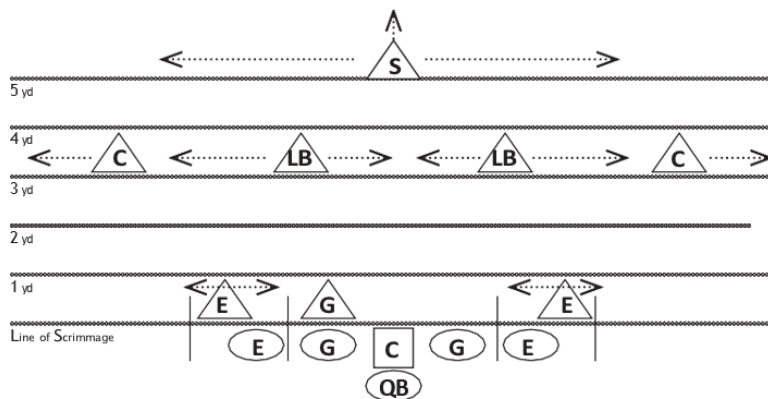 S
5 yd
4 yd
C LB LB C
3 yd
2 yd
1 yd
E G E
Line of Scrimmage
E G C G E
QB